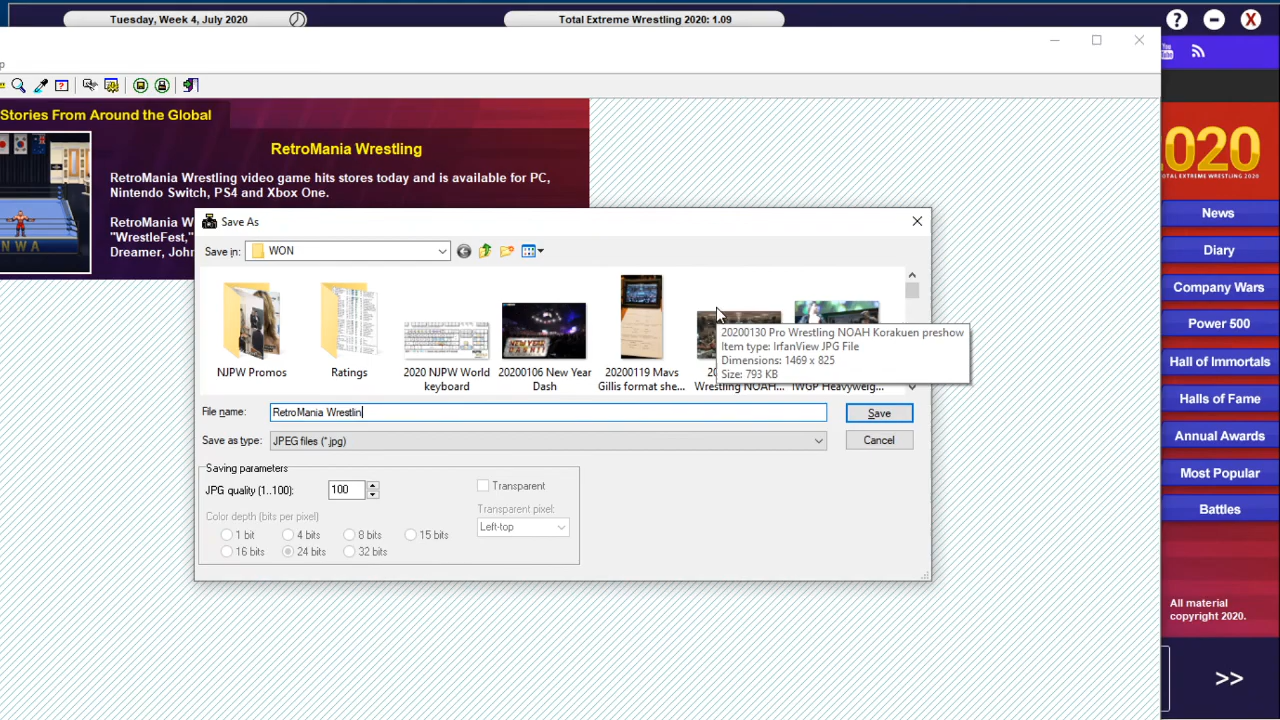 Tuesday, Week 4, July 2020
Total Extreme Wrestling 2020: 1.09
?
X
p
You
Tube
Stories From Around the Global
RetroMania Wrestling
RetroMania Wrestling video game hits stores today and is available for PC,
Nintendo Switch, PS4 and Xbox One.
RetroMania W
"WrestleFest,"
Dreamer, John
N W A
Save As
Save in:
WON
NJPW Promos
Ratings
2020 NJPW World
keyboard
20200106 New Year
Dash
20200119 Mavs
Gillis format she...
Wrestling NOAH...
IWGP Heavyweig...
20200130 Pro Wrestling NOAH Korakuen preshow
Item type: IrfanView JPG File
Dimensions: 1469 x 825
Size: 793 KB
File name:
RetroMania Wrestlin
Save
Save as type:
JPEG files (*.jpg)
Cancel
Saving parameters
JPG quality (1..100):
100
Transparent
Transparent pixel:
Left-top
Color depth (bits per pixel)
1 bit
4 bits
8 bits
15 bits
16 bits
24 bits
32 bits
2020
TOTAL EXTREME WRESTLING 2020
News
Diary
Company Wars
Power 500
Hall of Immortals
Halls of Fame
Annual Awards
Most Popular
Battles
All material
copyright 2020.
>>